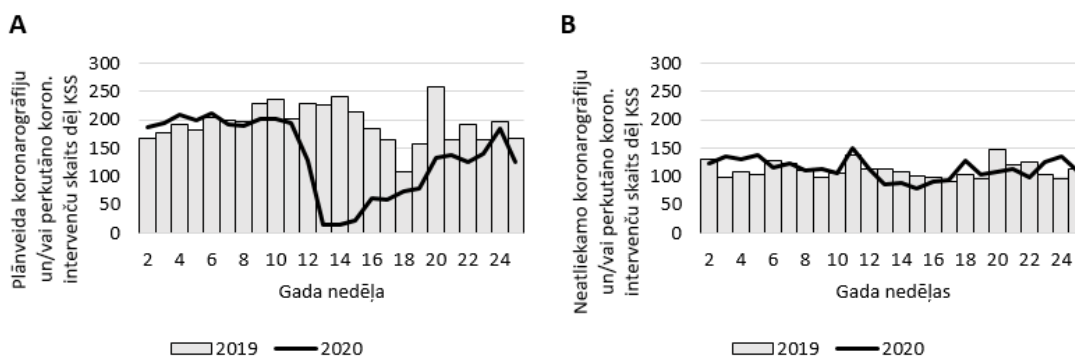 A
Plānveida koronarogrāfiju
un/vai perkutāno koron.
intervenču skaits dēļ KSS
300
250
200
150
100
50
0
2 4 6 8 10 12 14 16 18 20 22 24
Gada nedēļa
2019 2020
B
Neatliekamo koronarogrāfiju
un/vai perkutāno koron.
intervenču skaits dēļ KSS
300
250
200
150
100
50
0
2 4 6 8 10 12 14 16 18 20 22 24
Gada nedēļas
2019 2020